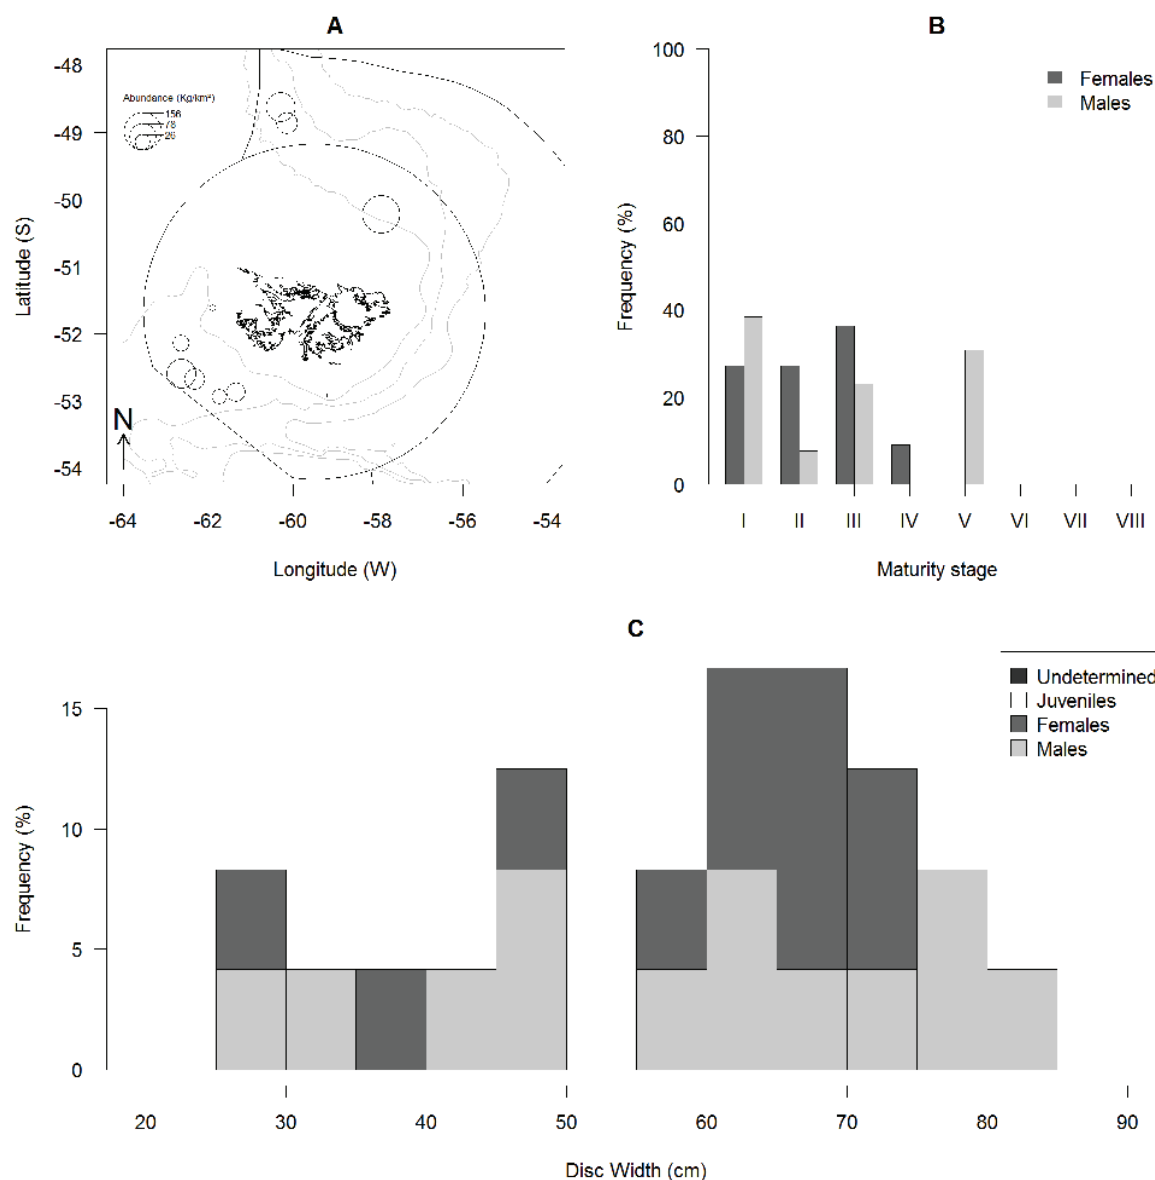 A
-48
-49
-50
-51
-52
-53
-54
Latitude (S)
Abundance (Kg/km²)
156
78
26
N
-64
-62
-60
-58
-56
-54
Longitude (W)
B
100
80
60
40
20
0
Frequency (%)
Females
Males
I
II
III
IV
V
VI
VII
VIII
Maturity stage
C
15
10
5
0
Frequency (%)
Undetermined
Juveniles
Females
Males
20
30
40
50
60
70
80
90
Disc Width (cm)